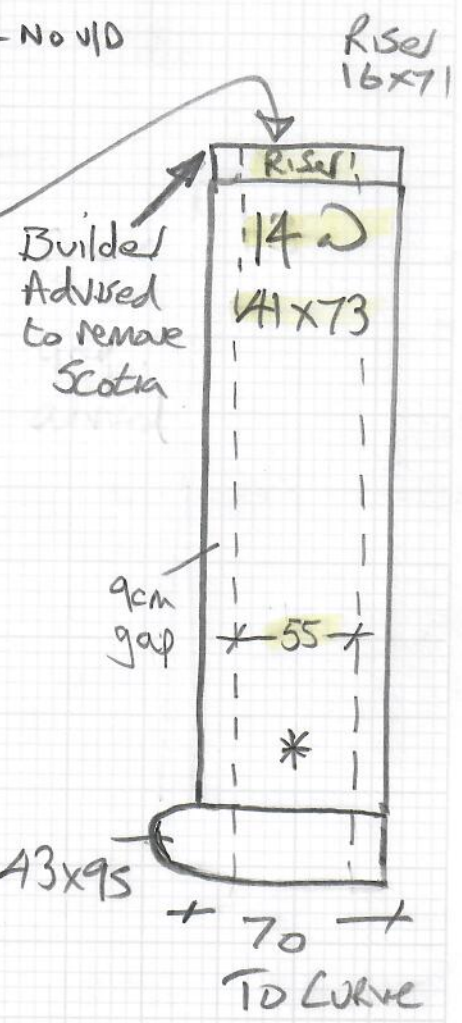 - No V/D
Riser
16x71
Riser
Builder
Advised
to remove
Scotia
14
41x73
9cm
gap
55
*
43x95
70
To Curve